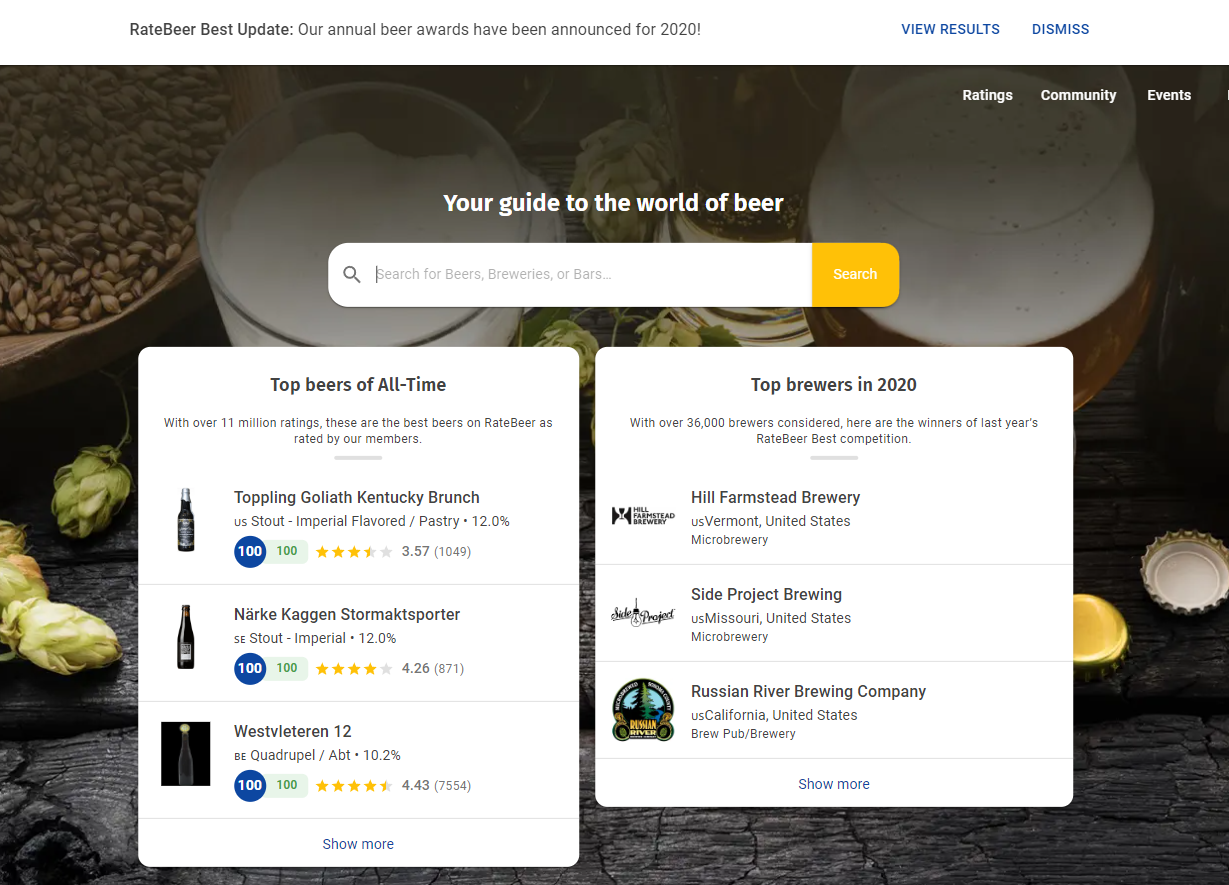 RateBeer Best Update: Our annual beer awards have been announced for 2020!
VIEW RESULTS
DISMISS
Ratings
Community
Events
Your guide to the world of beer
Search for Beers, Breweries, or Bars...
Search
Top beers of All-Time
With over 11 million ratings, these are the best beers on RateBeer as
rated by our members.
Toppling Goliath Kentucky Brunch
US Stout - Imperial Flavored / Pastry • 12.0%
100 100 3.57 (1049)
Närke Kaggen Stormaktsporter
SE Stout - Imperial • 12.0%
100 100 4.26 (871)
Westvleteren 12
BE Quadrupel / Abt • 10.2%
100 100 4.43 (7554)
Show more
Top brewers in 2020
With over 36,000 brewers considered, here are the winners of last year's
RateBeer Best competition.
HILL
FARMSTEAD
BREWERY
Hill Farmstead Brewery
USVermont, United States
Microbrewery
Side Project
Side Project Brewing
USMissouri, United States
Microbrewery
RUSSIAN
RIVER
Russian River Brewing Company
USCalifornia, United States
Brew Pub/Brewery
Show more